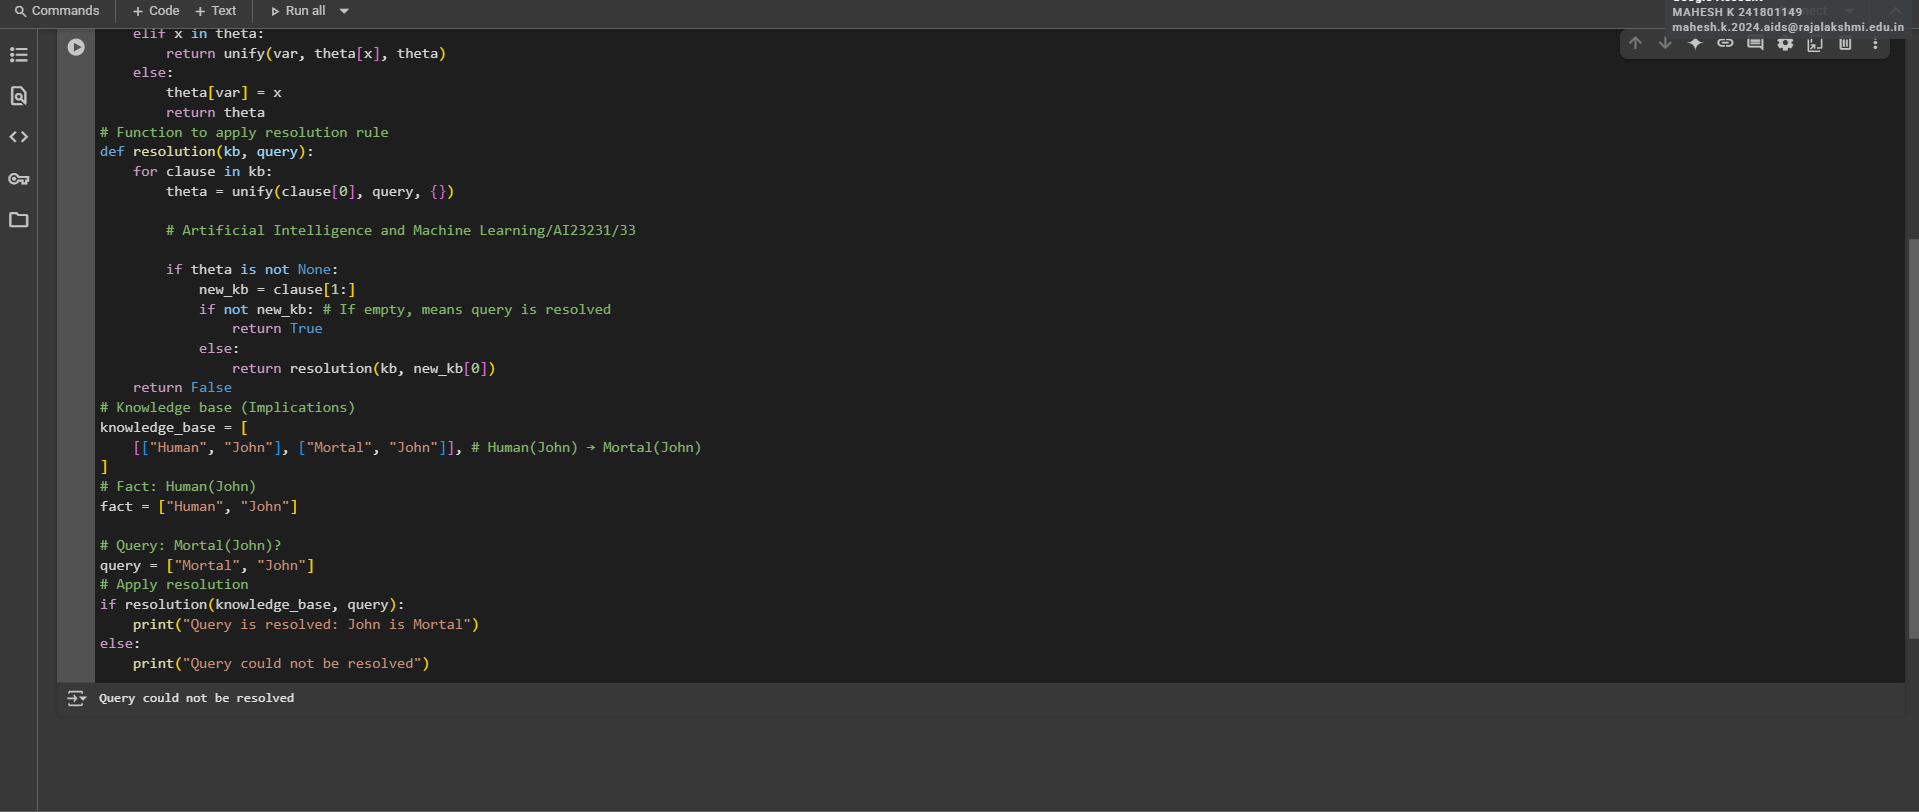 Commands + Code + Text Run all
MAHESH K 241801149
mahesh.k.2024.aids@rajalakshmi.edu.in
    elif x in theta:
        return unify(var, theta[x], theta)
    else:
        theta[var] = x
        return theta
# Function to apply resolution rule
def resolution(kb, query):
    for clause in kb:
        theta = unify(clause[0], query, {})
        # Artificial Intelligence and Machine Learning/AI23231/33
        if theta is not None:
            new_kb = clause[1:]
            if not new_kb: # If empty, means query is resolved
                return True
            else:
                return resolution(kb, new_kb[0])
    return False
# Knowledge base (Implications)
knowledge_base = [
    [["Human", "John"], ["Mortal", "John"]], # Human(John) → Mortal(John)
]
# Fact: Human(John)
fact = ["Human", "John"]
# Query: Mortal(John)?
query = ["Mortal", "John"]
# Apply resolution
if resolution(knowledge_base, query):
    print("Query is resolved: John is Mortal")
else:
    print("Query could not be resolved")
Query could not be resolved